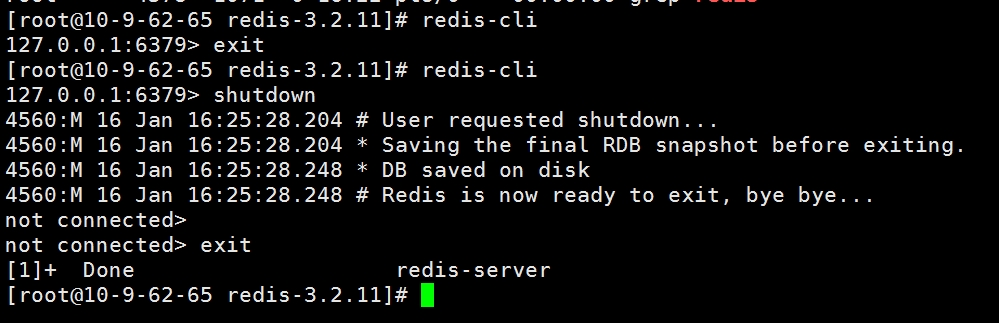 [root@10-9-62-65 redis-3.2.11]# redis-cli
127.0.0.1:6379> exit
[root@10-9-62-65 redis-3.2.11]# redis-cli
127.0.0.1:6379> shutdown
4560:M 16 Jan 16:25:28.204 # User requested shutdown...
4560:M 16 Jan 16:25:28.204 * Saving the final RDB snapshot before exiting.
4560:M 16 Jan 16:25:28.248 * DB saved on disk
4560:M 16 Jan 16:25:28.248 # Redis is now ready to exit, bye bye...
not connected>
not connected> exit
[1]+  Done                    redis-server
[root@10-9-62-65 redis-3.2.11]#